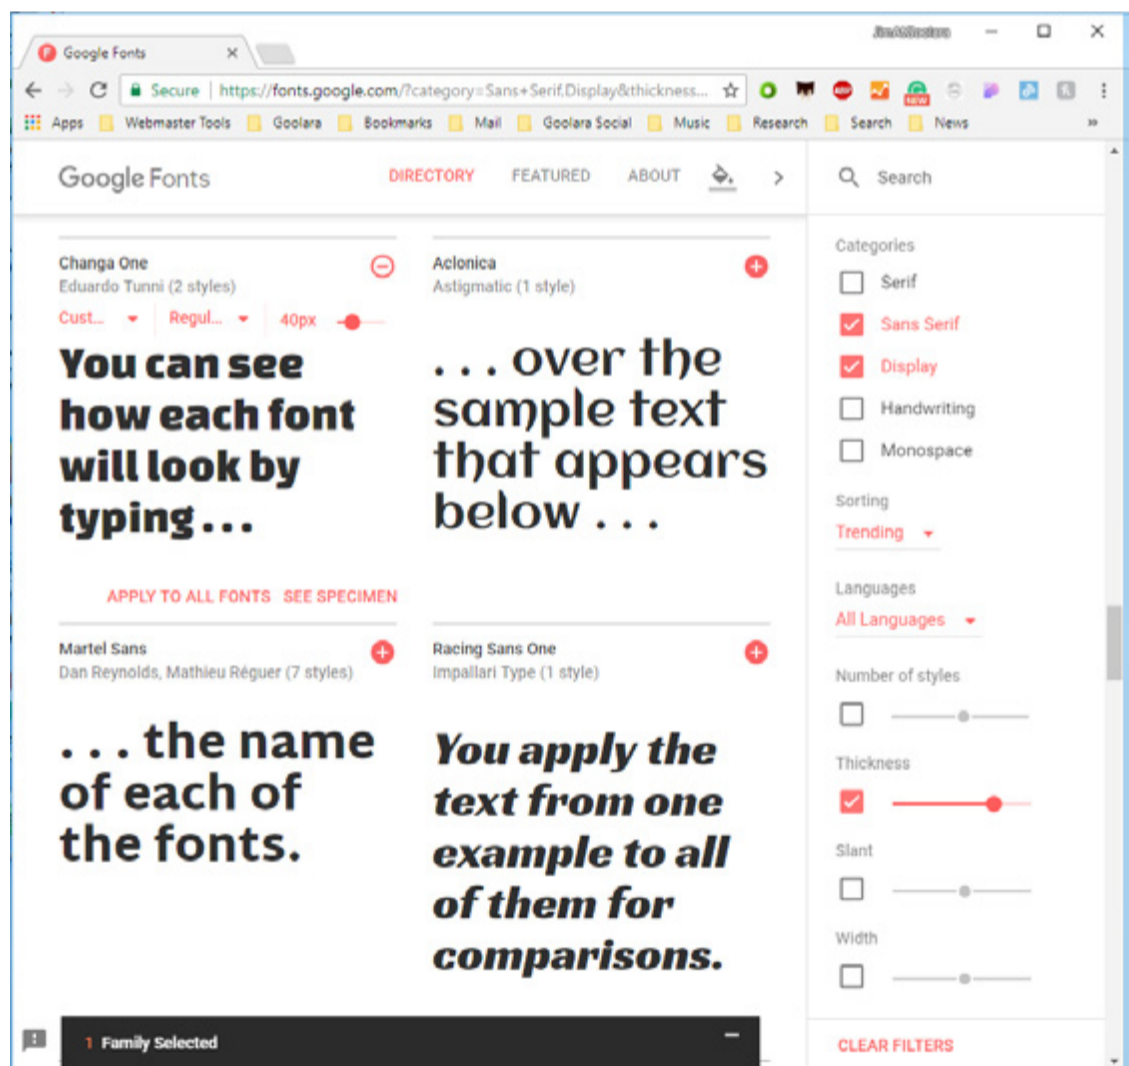 Google Fonts
Secure | https://fonts.google.com/?category=Sans+Serif,Display&thickness...
Apps Webmaster Tools Goolara Bookmarks Mail Goolara Social Music Research Search News »
Google Fonts DIRECTORY FEATURED ABOUT
Search
Changa One
Eduardo Tunni (2 styles)
Cust... Regul... 40px
You can see
how each font
will look by
typing . . .
APPLY TO ALL FONTS SEE SPECIMEN
Aclonica
Astigmatic (1 style)
. . . over the
sample text
that appears
below . . .
Martel Sans
Dan Reynolds, Mathieu Réguer (7 styles)
. . . the name
of each of
the fonts.
Racing Sans One
Impallari Type (1 style)
You apply the
text from one
example to all
of them for
comparisons.
1 Family Selected
Categories
Serif
Sans Serif
Display
Handwriting
Monospace
Sorting
Trending
Languages
All Languages
Number of styles
Thickness
Slant
Width
CLEAR FILTERS